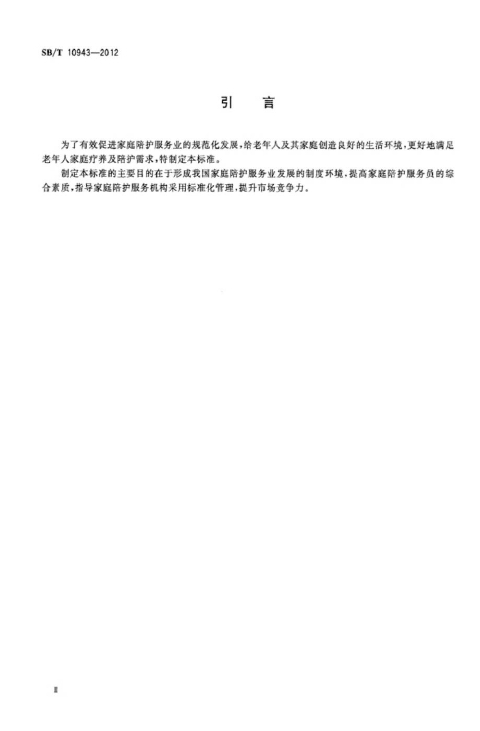 SB/T 10943—2012
引 言
为了有效促进家庭陪护服务业的规范化发展,给老年人及其家庭创造良好的生活环境,更好地满足
老年人家庭疗养及陪护需求,特制定本标准。
制定本标准的主要目的在于形成我国家庭陪护服务业发展的制度环境,提高家庭陪护服务员的综
合素质,指导家庭陪护服务机构采用标准化管理,提升市场竞争力。
Ⅱ